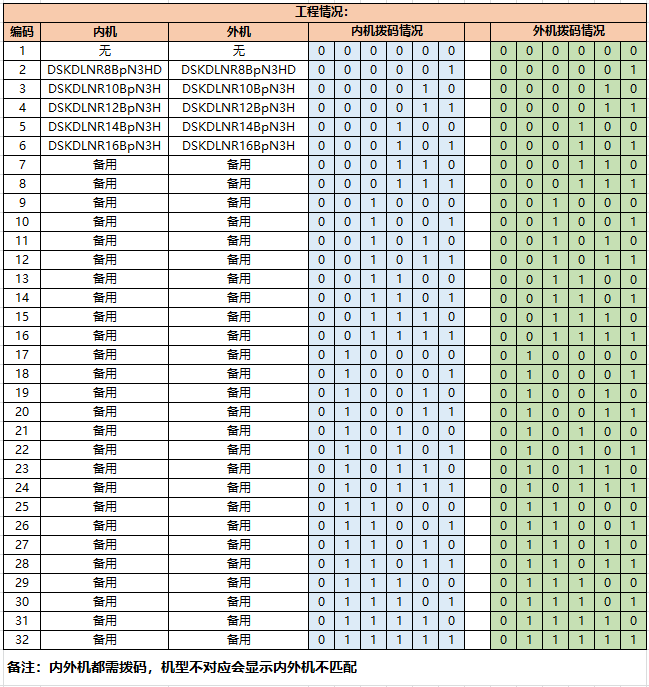 工程情况：
编码 内机 外机 内机拨码情况 外机拨码情况
1 无 无 0 0 0 0 0 0 0 0 0 0 0 0
2 DSKDLNR8BpN3HD DSKDLNR8BpN3HD 0 0 0 0 0 1 0 0 0 0 0 1
3 DSKDLNR10BpN3H DSKDLNR10BpN3H 0 0 0 0 1 0 0 0 0 0 1 0
4 DSKDLNR12BpN3H DSKDLNR12BpN3H 0 0 0 0 1 1 0 0 0 0 1 1
5 DSKDLNR14BpN3H DSKDLNR14BpN3H 0 0 0 1 0 0 0 0 0 1 0 0
6 DSKDLNR16BpN3H DSKDLNR16BpN3H 0 0 0 1 0 1 0 0 0 1 0 1
7 备用 备用 0 0 0 1 1 0 0 0 0 1 1 0
8 备用 备用 0 0 0 1 1 1 0 0 0 1 1 1
9 备用 备用 0 0 1 0 0 0 0 0 1 0 0 0
10 备用 备用 0 0 1 0 0 1 0 0 1 0 0 1
11 备用 备用 0 0 1 0 1 0 0 0 1 0 1 0
12 备用 备用 0 0 1 0 1 1 0 0 1 0 1 1
13 备用 备用 0 0 1 1 0 0 0 0 1 1 0 0
14 备用 备用 0 0 1 1 0 1 0 0 1 1 0 1
15 备用 备用 0 0 1 1 1 0 0 0 1 1 1 0
16 备用 备用 0 0 1 1 1 1 0 0 1 1 1 1
17 备用 备用 0 1 0 0 0 0 0 1 0 0 0 0
18 备用 备用 0 1 0 0 0 1 0 1 0 0 0 1
19 备用 备用 0 1 0 0 1 0 0 1 0 0 1 0
20 备用 备用 0 1 0 0 1 1 0 1 0 0 1 1
21 备用 备用 0 1 0 1 0 0 0 1 0 1 0 0
22 备用 备用 0 1 0 1 0 1 0 1 0 1 0 1
23 备用 备用 0 1 0 1 1 0 0 1 0 1 1 0
24 备用 备用 0 1 0 1 1 1 0 1 0 1 1 1
25 备用 备用 0 1 1 0 0 0 0 1 1 0 0 0
26 备用 备用 0 1 1 0 0 1 0 1 1 0 0 1
27 备用 备用 0 1 1 0 1 0 0 1 1 0 1 0
28 备用 备用 0 1 1 0 1 1 0 1 1 0 1 1
29 备用 备用 0 1 1 1 0 0 0 1 1 1 0 0
30 备用 备用 0 1 1 1 0 1 0 1 1 1 0 1
31 备用 备用 0 1 1 1 1 0 0 1 1 1 1 0
32 备用 备用 0 1 1 1 1 1 0 1 1 1 1 1
备注：内外机都需拨码，机型不对应会显示内外机不匹配